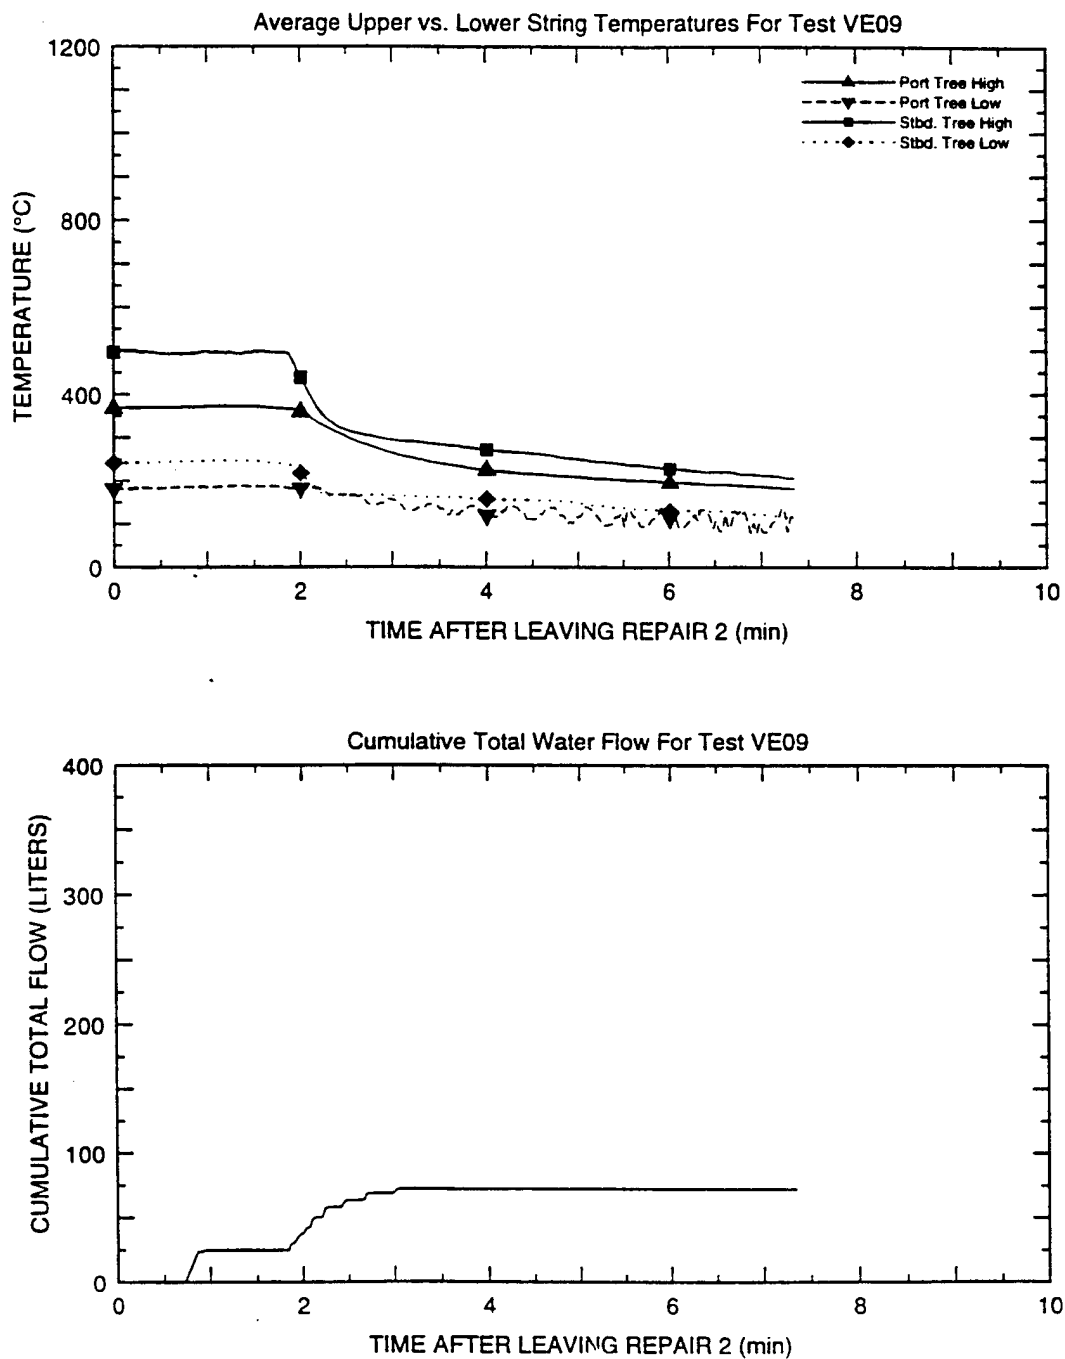 Average Upper vs. Lower String Temperatures For Test VE09
1200
800
400
0
TEMPERATURE (°C)
Port Tree High
Port Tree Low
Stbd. Tree High
Stbd. Tree Low
0 2 4 6 8 10
TIME AFTER LEAVING REPAIR 2 (min)
Cumulative Total Water Flow For Test VE09
400
300
200
100
0
CUMULATIVE TOTAL FLOW (LITERS)
0 2 4 6 8 10
TIME AFTER LEAVING REPAIR 2 (min)